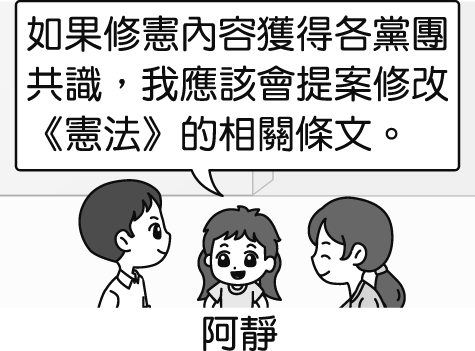 如果修憲內容獲得各黨團
共識，我應該會提案修改
《憲法》的相關條文。
阿靜